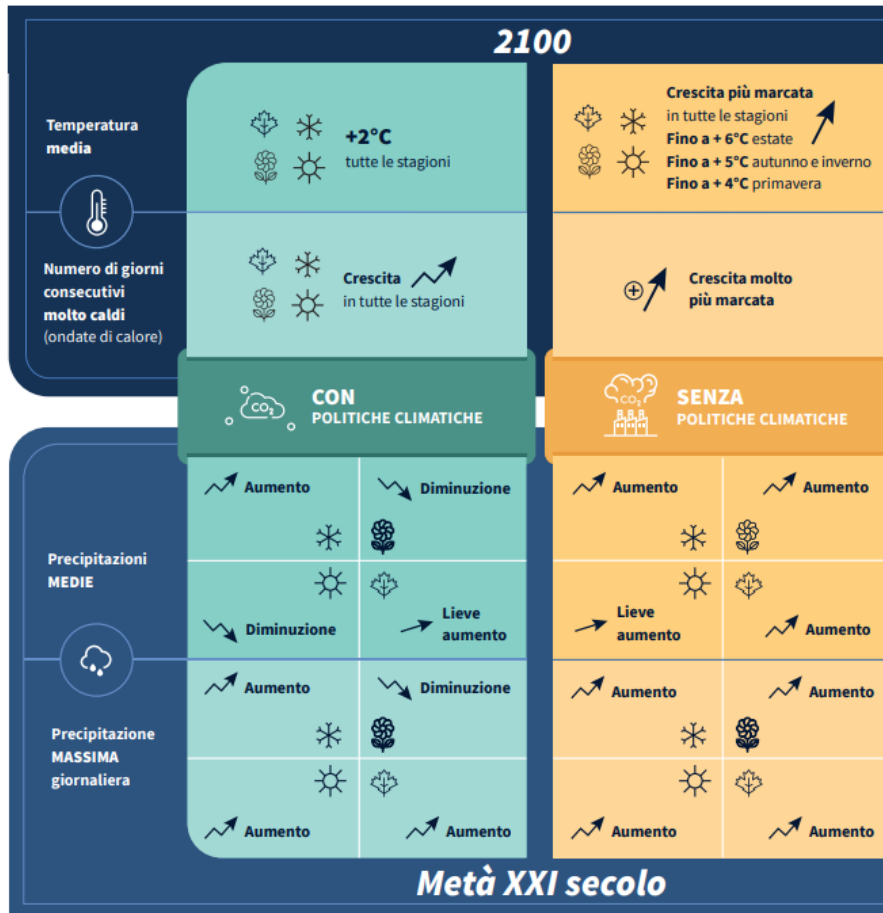 2100
Temperatura
media
+2°C
tutte le stagioni
Crescita più marcata
in tutte le stagioni
Fino a + 6°C estate
Fino a + 5°C autunno e inverno
Fino a + 4°C primavera
Numero di giorni
consecutivi
molto caldi
(ondate di calore)
Crescita
in tutte le stagioni
Crescita molto
più marcata
CO₂
CON
POLITICHE CLIMATICHE
CO₂
SENZA
POLITICHE CLIMATICHE
Precipitazioni
MEDIE
Aumento
Diminuzione
Aumento
Aumento
Diminuzione
Lieve
aumento
Lieve
aumento
Aumento
Precipitazione
MASSIMA
giornaliera
Aumento
Diminuzione
Aumento
Aumento
Aumento
Aumento
Aumento
Aumento
Metà XXI secolo